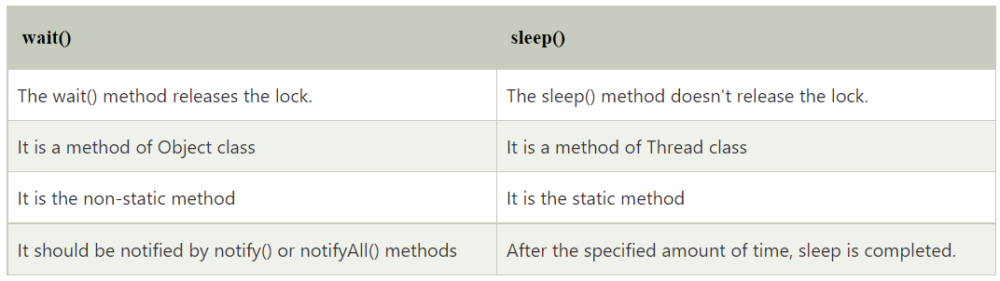 wait() sleep()
The wait() method releases the lock. The sleep() method doesn't release the lock.
It is a method of Object class It is a method of Thread class
It is the non-static method It is the static method
It should be notified by notify() or notifyAll() methods After the specified amount of time, sleep is completed.